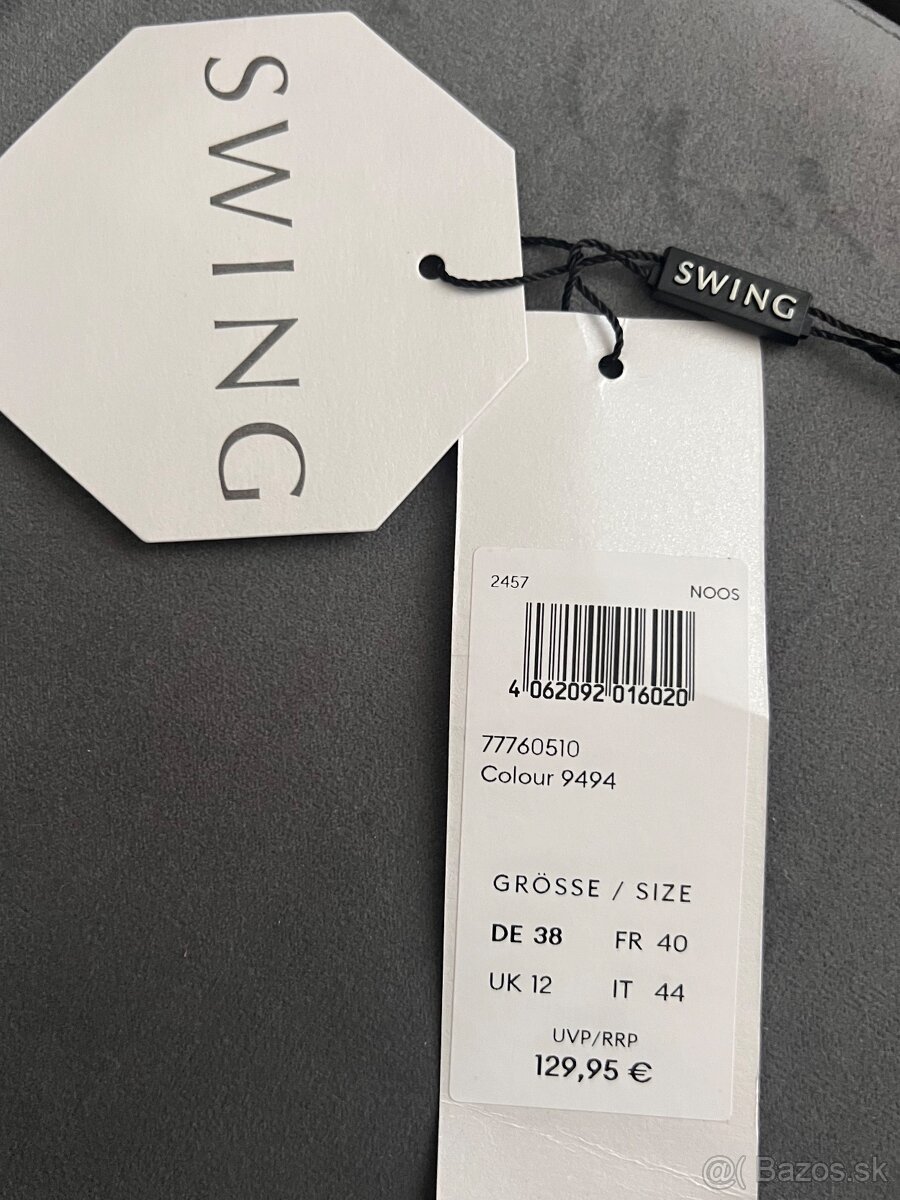 SWING
SWING
2457 NOOS
4 062092 016020
77760510
Colour 9494
GRÖSSE / SIZE
DE 38 FR 40
UK 12 IT 44
UVP/RRP
129,95 €
@( Bazos.sk